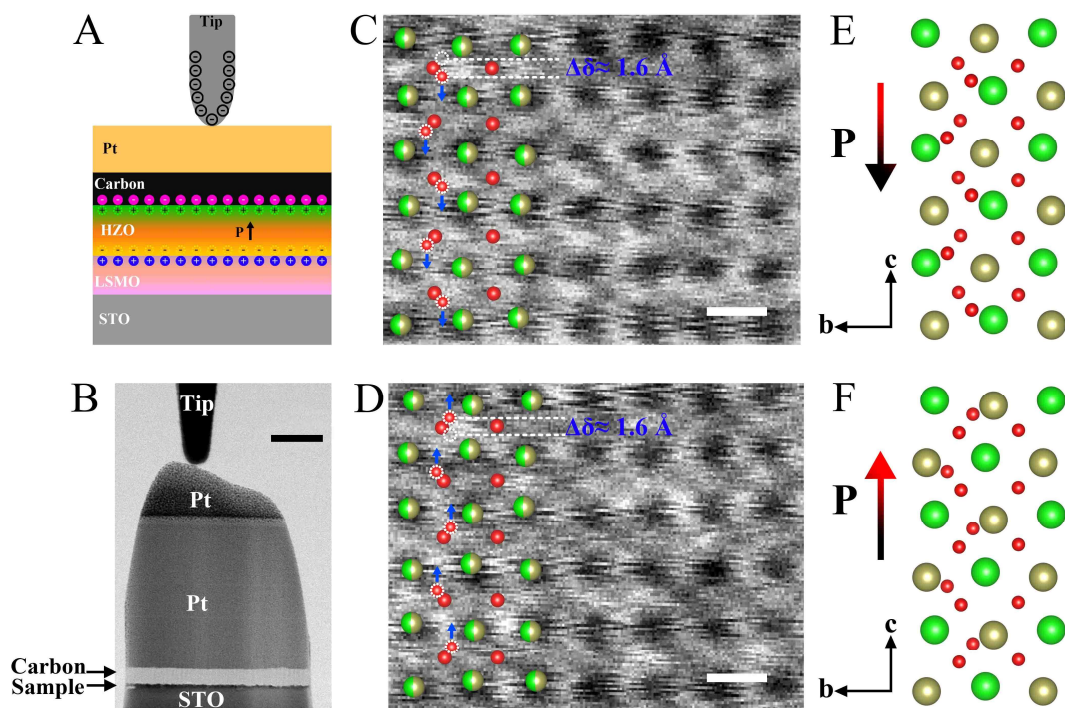 A
Tip
Pt
Carbon
HZO
P
LSMO
STO
B
Tip
Pt
Pt
Carbon
Sample
STO
C
Δδ≈ 1.6 Å
D
Δδ≈ 1.6 Å
E
P
c
b
F
P
c
b